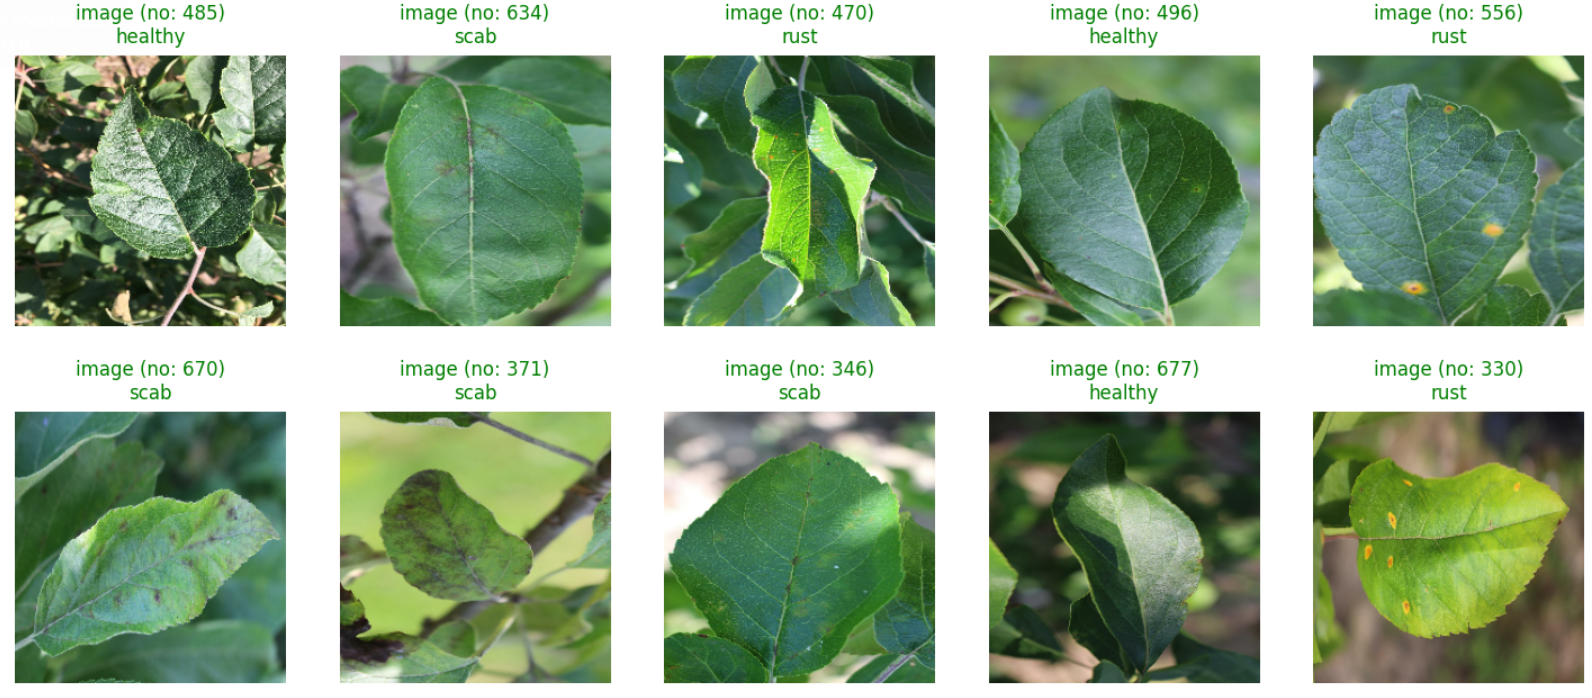 image (no: 485)
healthy
image (no: 634)
scab
image (no: 470)
rust
image (no: 496)
healthy
image (no: 556)
rust
image (no: 670)
scab
image (no: 371)
scab
image (no: 346)
scab
image (no: 677)
healthy
image (no: 330)
rust